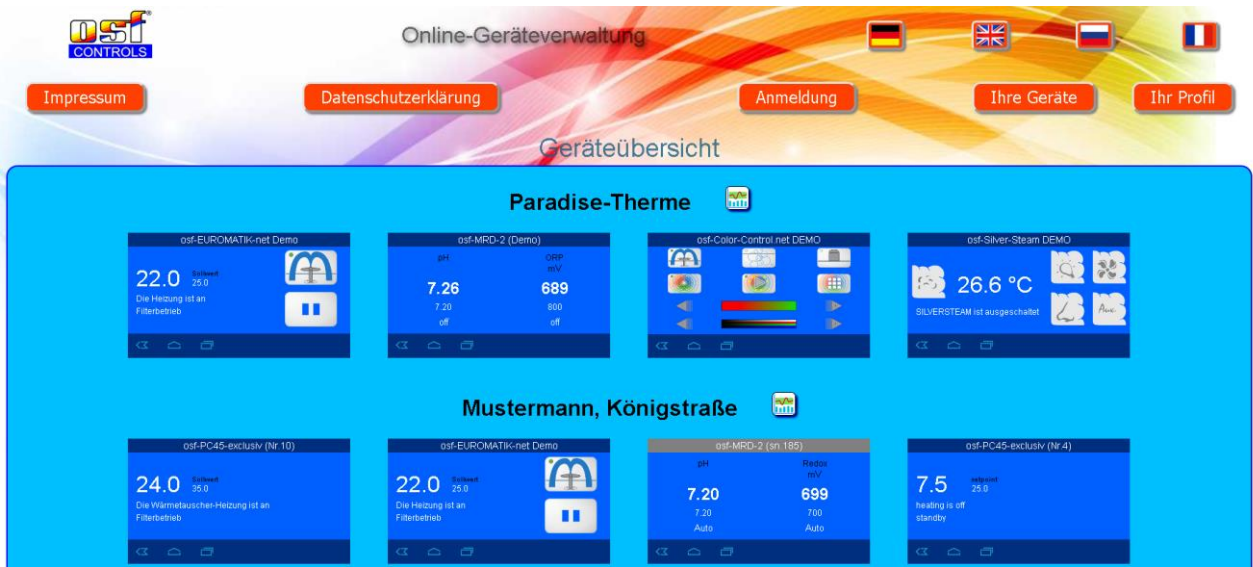 osf
CONTROLS
Online-Geräteverwaltung
Impressum
Datenschutzerklärung
Anmeldung
Ihre Geräte
Ihr Profil
Geräteübersicht
Paradise-Therme
osf-EUROMATIK-net Demo
22.0
Sollwert
25.0
Die Heizung ist an
Filterbetrieb
osf-MRD-2 (Demo)
pH
ORP
mV
7.26
689
7.20
800
off
off
osf-Color-Control.net DEMO
osf-Silver-Steam DEMO
26.6 °C
SILVERSTEAM ist ausgeschaltet
Aux.
Mustermann, Königstraße
osf-PC45-exclusiv (Nr.10)
24.0
Sollwert
35.0
Die Wärmetauscher-Heizung ist an
Filterbetrieb
osf-EUROMATIK-net Demo
22.0
Sollwert
25.0
Die Heizung ist an
Filterbetrieb
osf-MRD-2 (sn.185)
pH
Redox
mV
7.20
699
7.20
700
Auto
Auto
osf-PC45-exclusiv (Nr.4)
7.5
setpoint
25.0
heating is off
standby